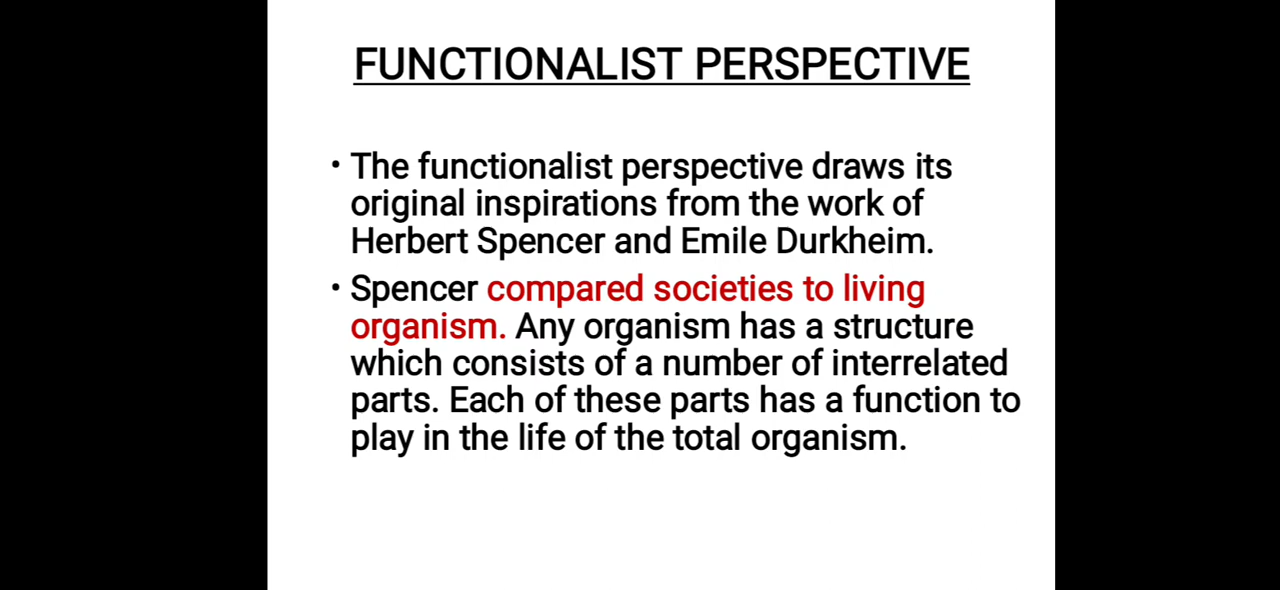 FUNCTIONALIST PERSPECTIVE
• The functionalist perspective draws its
original inspirations from the work of
Herbert Spencer and Emile Durkheim.
• Spencer compared societies to living
organism. Any organism has a structure
which consists of a number of interrelated
parts. Each of these parts has a function to
play in the life of the total organism.